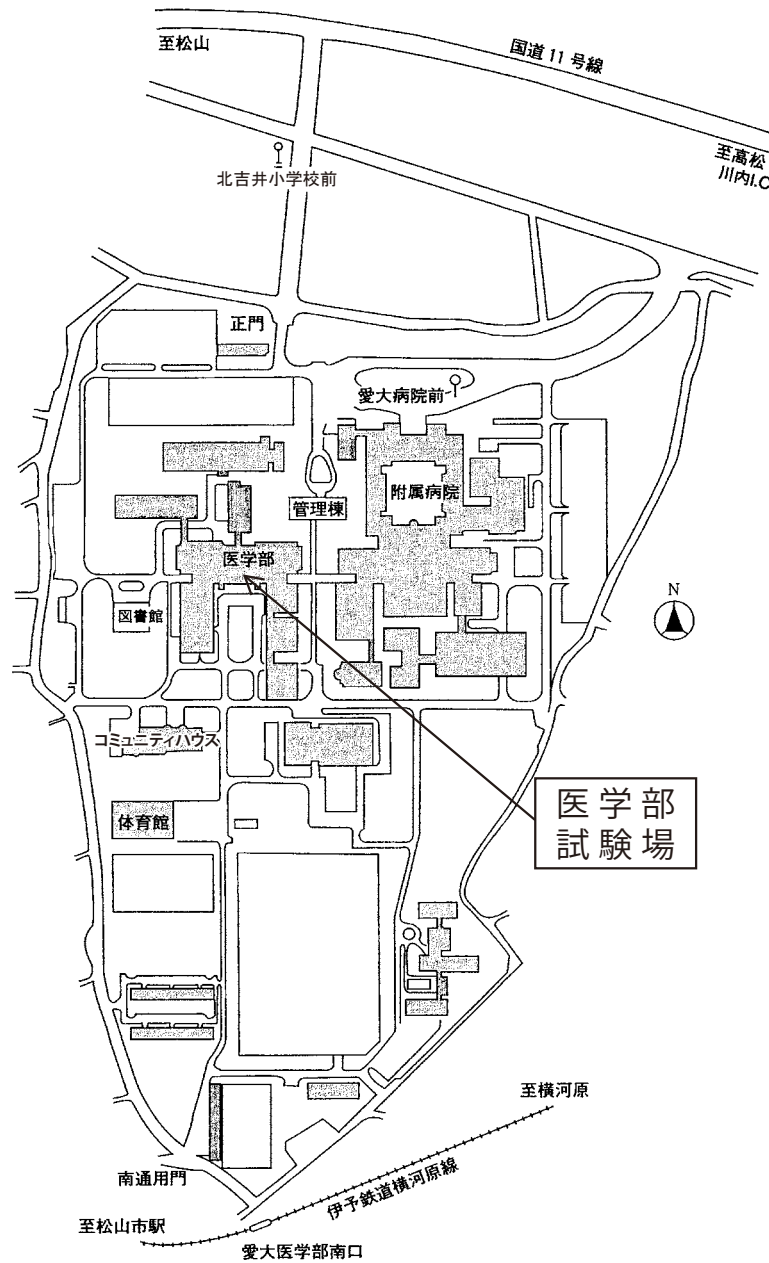 至松山
国道11号線
至高松
川内I.C
北吉井小学校前
正門
愛大病院前
附属病院
管理棟
医学部
図書館
N
コミュニティハウス
医学部
試験場
体育館
至横河原
南通用門
伊予鉄道横河原線
至松山市駅
愛大医学部南口